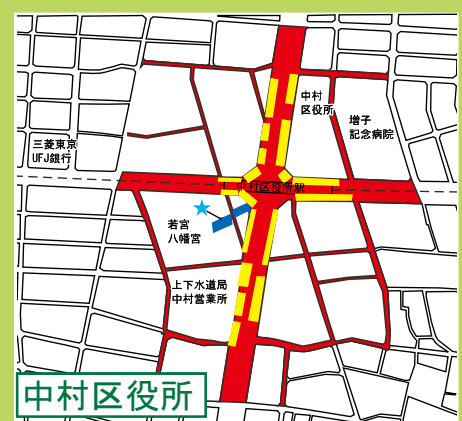 中村
区役所
増子
記念病院
三菱東京
UFJ銀行
中村区役所駅
若宮
八幡宮
上下水道局
中村営業所
中村区役所